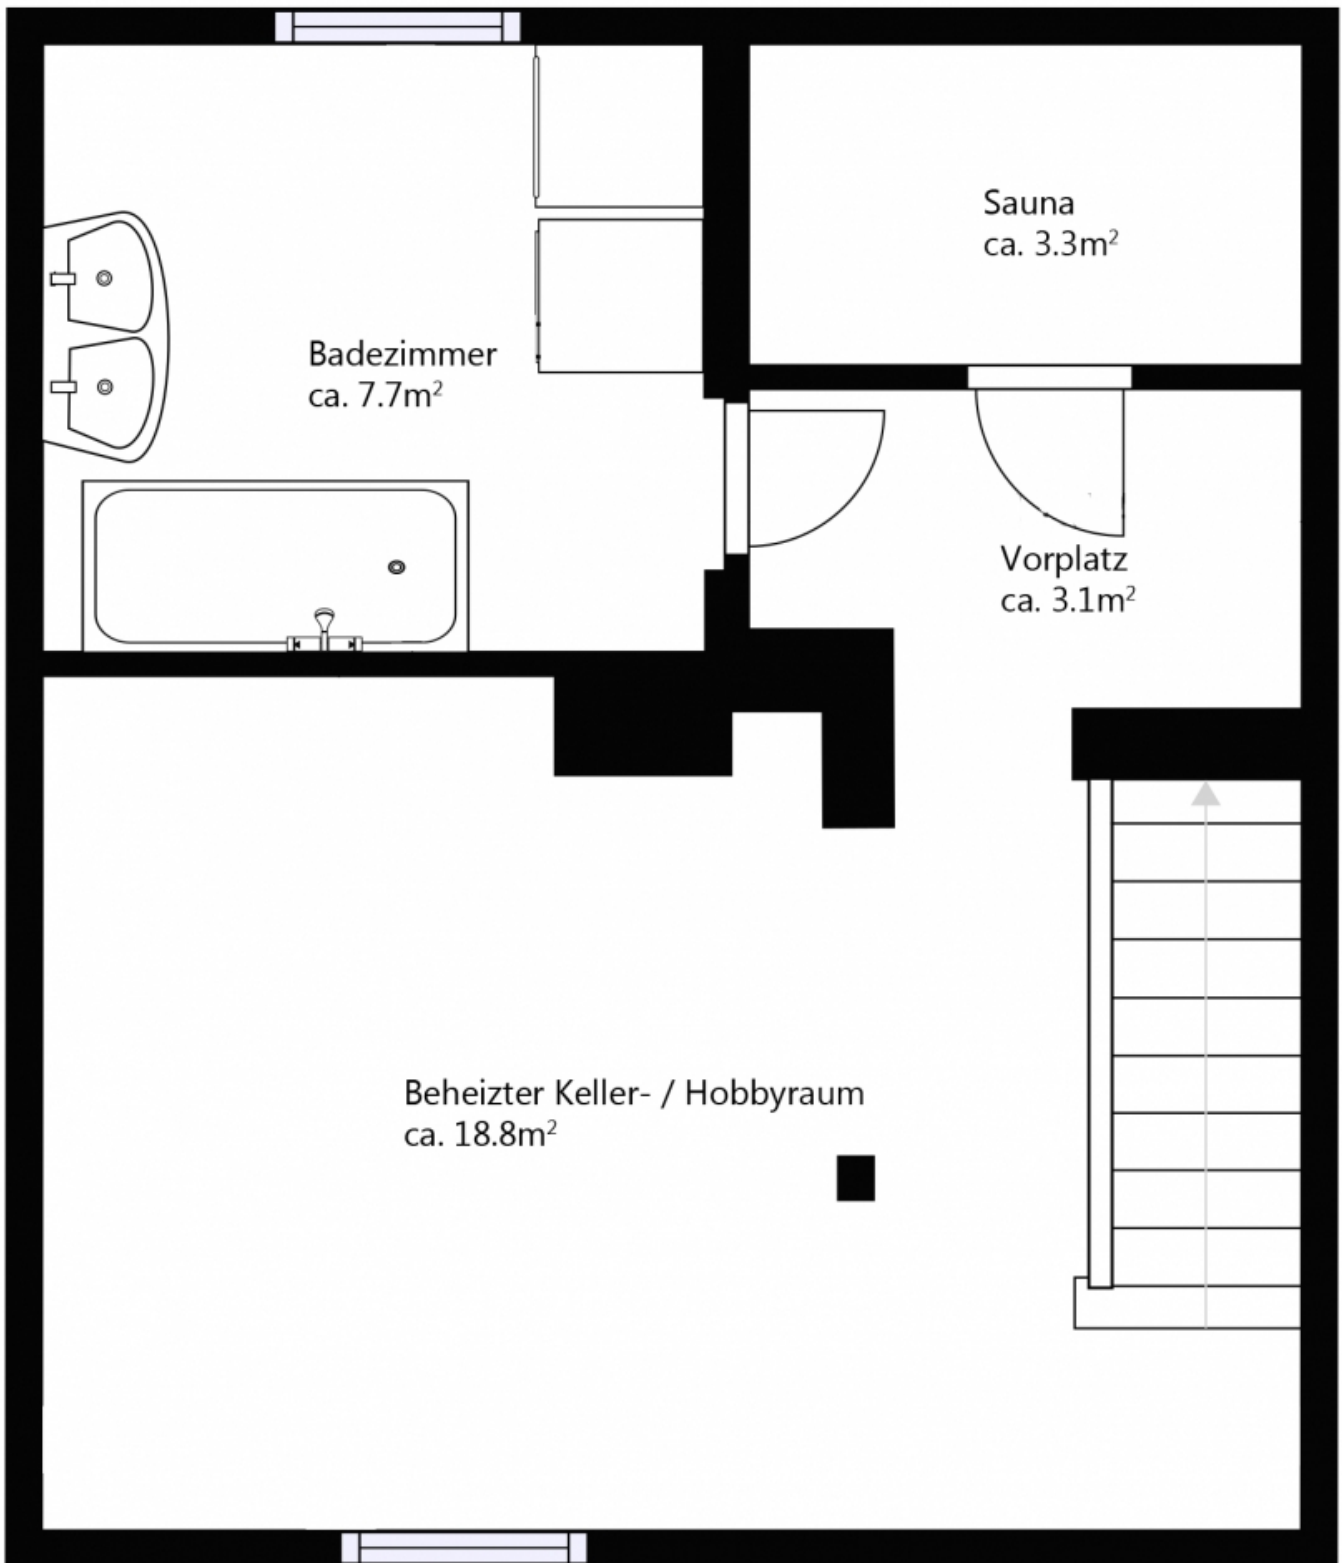 Sauna
ca. 3.3m²
Badezimmer
ca. 7.7m²
Vorplatz
ca. 3.1m²
Beheizter Keller- / Hobbyraum
ca. 18.8m²